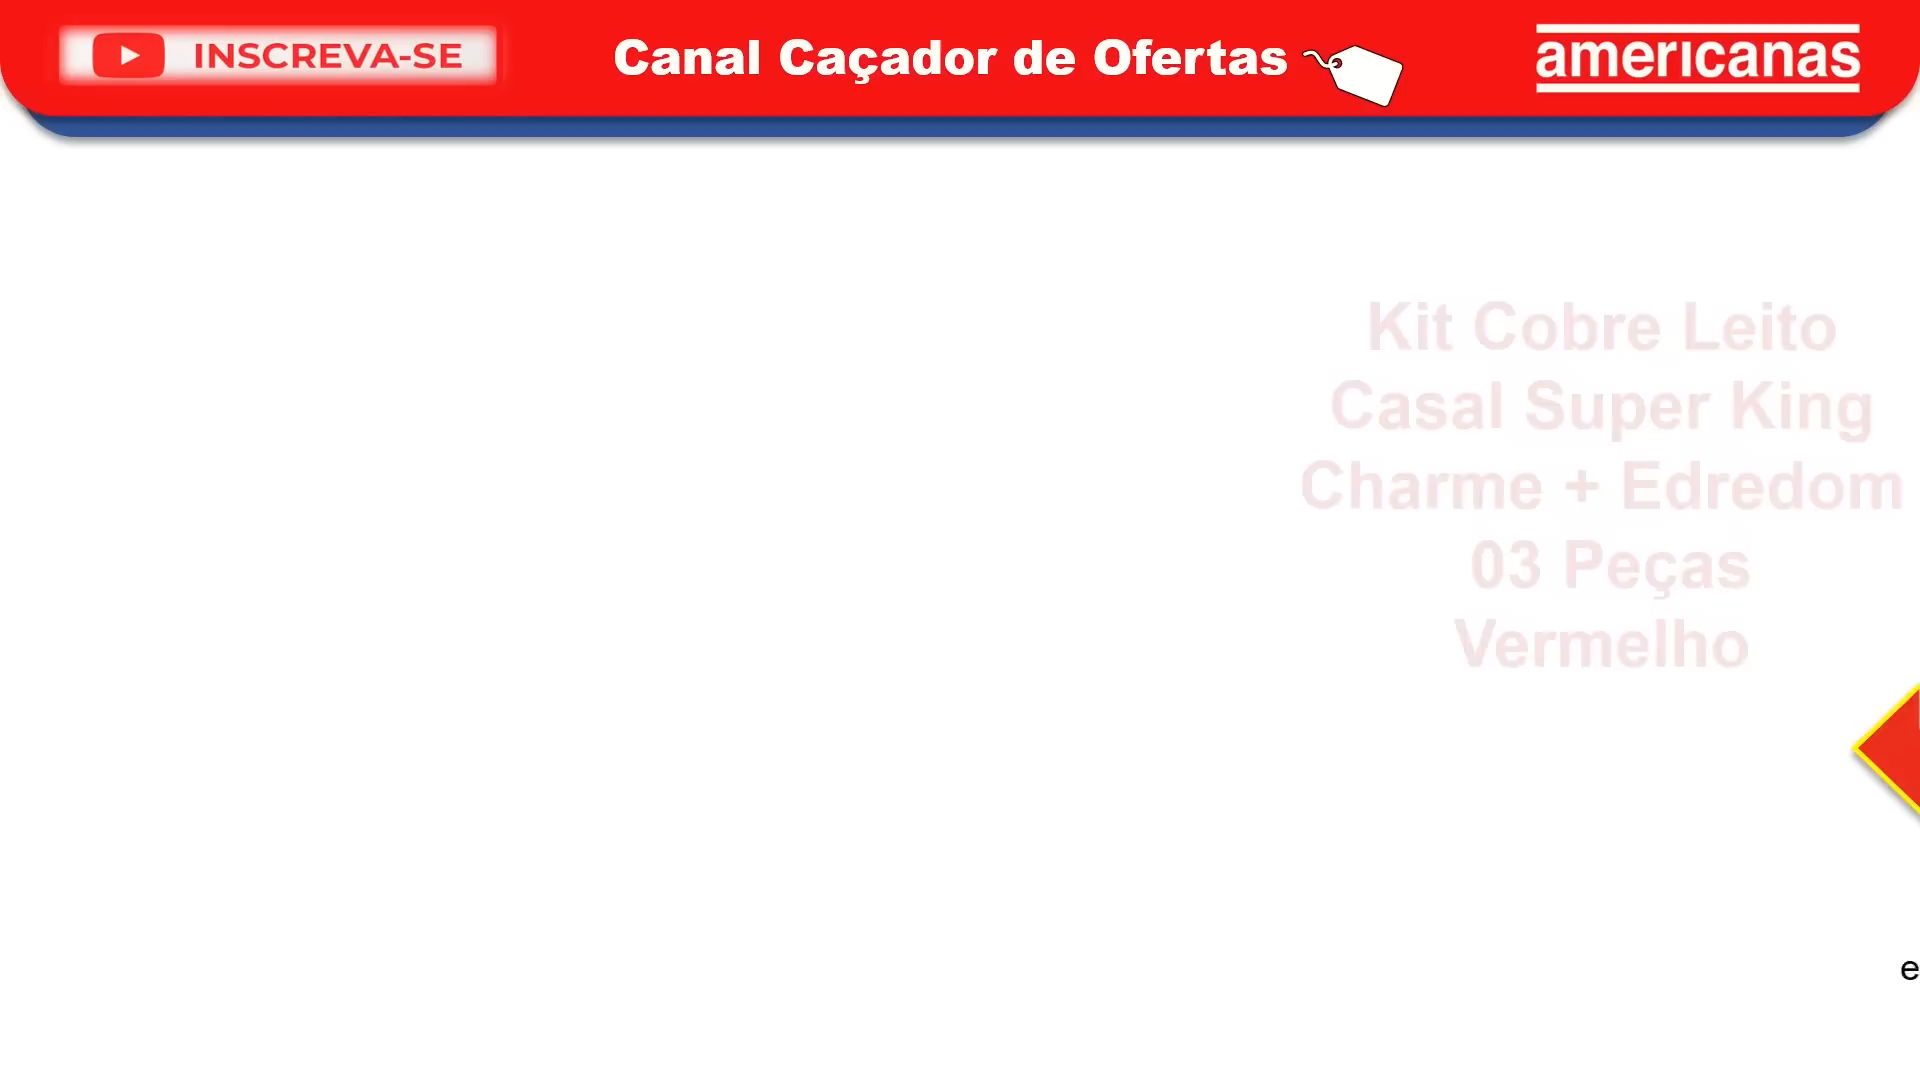 INSCREVA-SE
Canal Caçador de Ofertas
americanas
Kit Cobre Leito
Casal Super King
Charme + Edredom
03 Peças
Vermelho
e